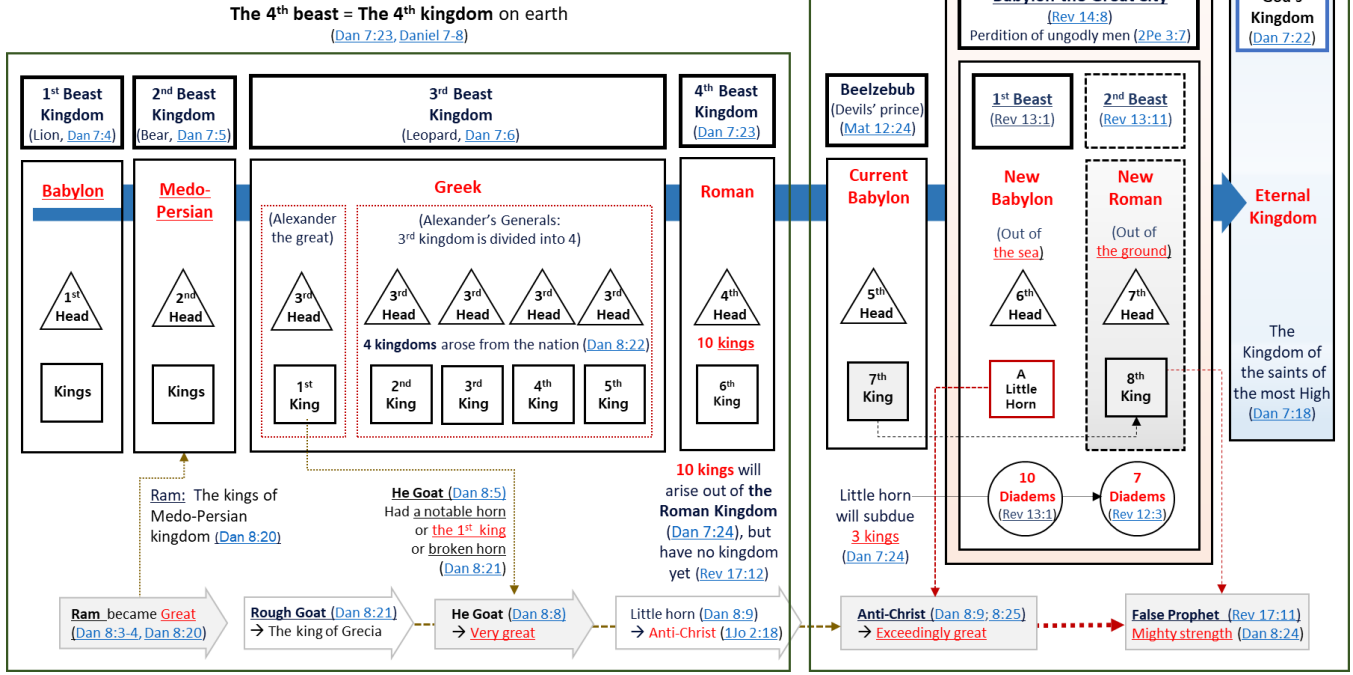 The 4th beast = The 4th kingdom on earth
(Dan 7:23, Daniel 7-8)
1st Beast
Kingdom
(Lion, Dan 7:4)
2nd Beast
Kingdom
(Bear, Dan 7:5)
3rd Beast
Kingdom
(Leopard, Dan 7:6)
4th Beast
Kingdom
(Dan 7:23)
Babylon
Medo-
Persian
Greek
Roman
(Alexander
the great)
(Alexander's Generals:
3rd kingdom is divided into 4)
1st
Head
2nd
Head
3rd
Head
3rd
Head
3rd
Head
3rd
Head
3rd
Head
4th
Head
4 kingdoms arose from the nation (Dan 8:22)
10 kings
Kings
Kings
1st
King
2nd
King
3rd
King
4th
King
5th
King
6th
King
Ram: The kings of
Medo-Persian
kingdom (Dan 8:20)
He Goat (Dan 8:5)
Had a notable horn
or the 1st king
or broken horn
(Dan 8:21)
10 kings will
arise out of the
Roman Kingdom
(Dan 7:24), but
have no kingdom
yet (Rev 17:12)
Ram became Great
(Dan 8:3-4, Dan 8:20)
Rough Goat (Dan 8:21)
→ The king of Grecia
He Goat (Dan 8:8)
→ Very great
Little horn (Dan 8:9)
→ Anti-Christ (1Jo 2:18)
Babylon the Great city
(Rev 14:8)
Perdition of ungodly men (2Pe 3:7)
God's
Kingdom
(Dan 7:22)
Beelzebub
(Devils' prince)
(Mat 12:24)
1st Beast
(Rev 13:1)
2nd Beast
(Rev 13:11)
Current
Babylon
New
Babylon
New
Roman
Eternal
Kingdom
(Out of
the sea)
(Out of
the ground)
5th
Head
6th
Head
7th
Head
7th
King
A
Little
Horn
8th
King
The
Kingdom of
the saints of
the most High
(Dan 7:18)
Little horn
will subdue
3 kings
(Dan 7:24)
10
Diadems
(Rev 13:1)
7
Diadems
(Rev 12:3)
Anti-Christ (Dan 8:9; 8:25)
→ Exceedingly great
False Prophet (Rev 17:11)
Mighty strength (Dan 8:24)